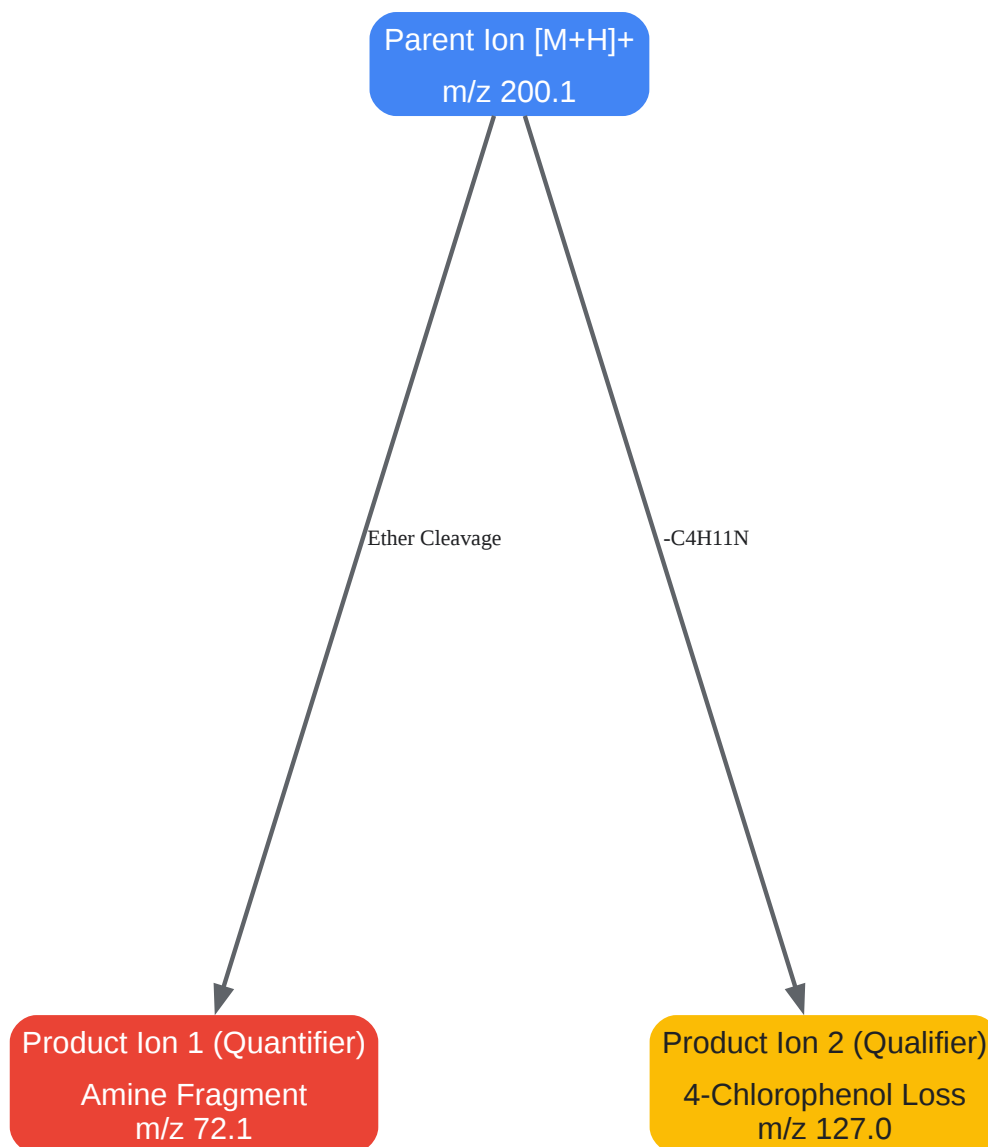 Parent Ion [M+H]+
m/z 200.1
Ether Cleavage
-C4H11N
Product Ion 1 (Quantifier)
Amine Fragment
m/z 72.1
Product Ion 2 (Qualifier)
4-Chlorophenol Loss
m/z 127.0